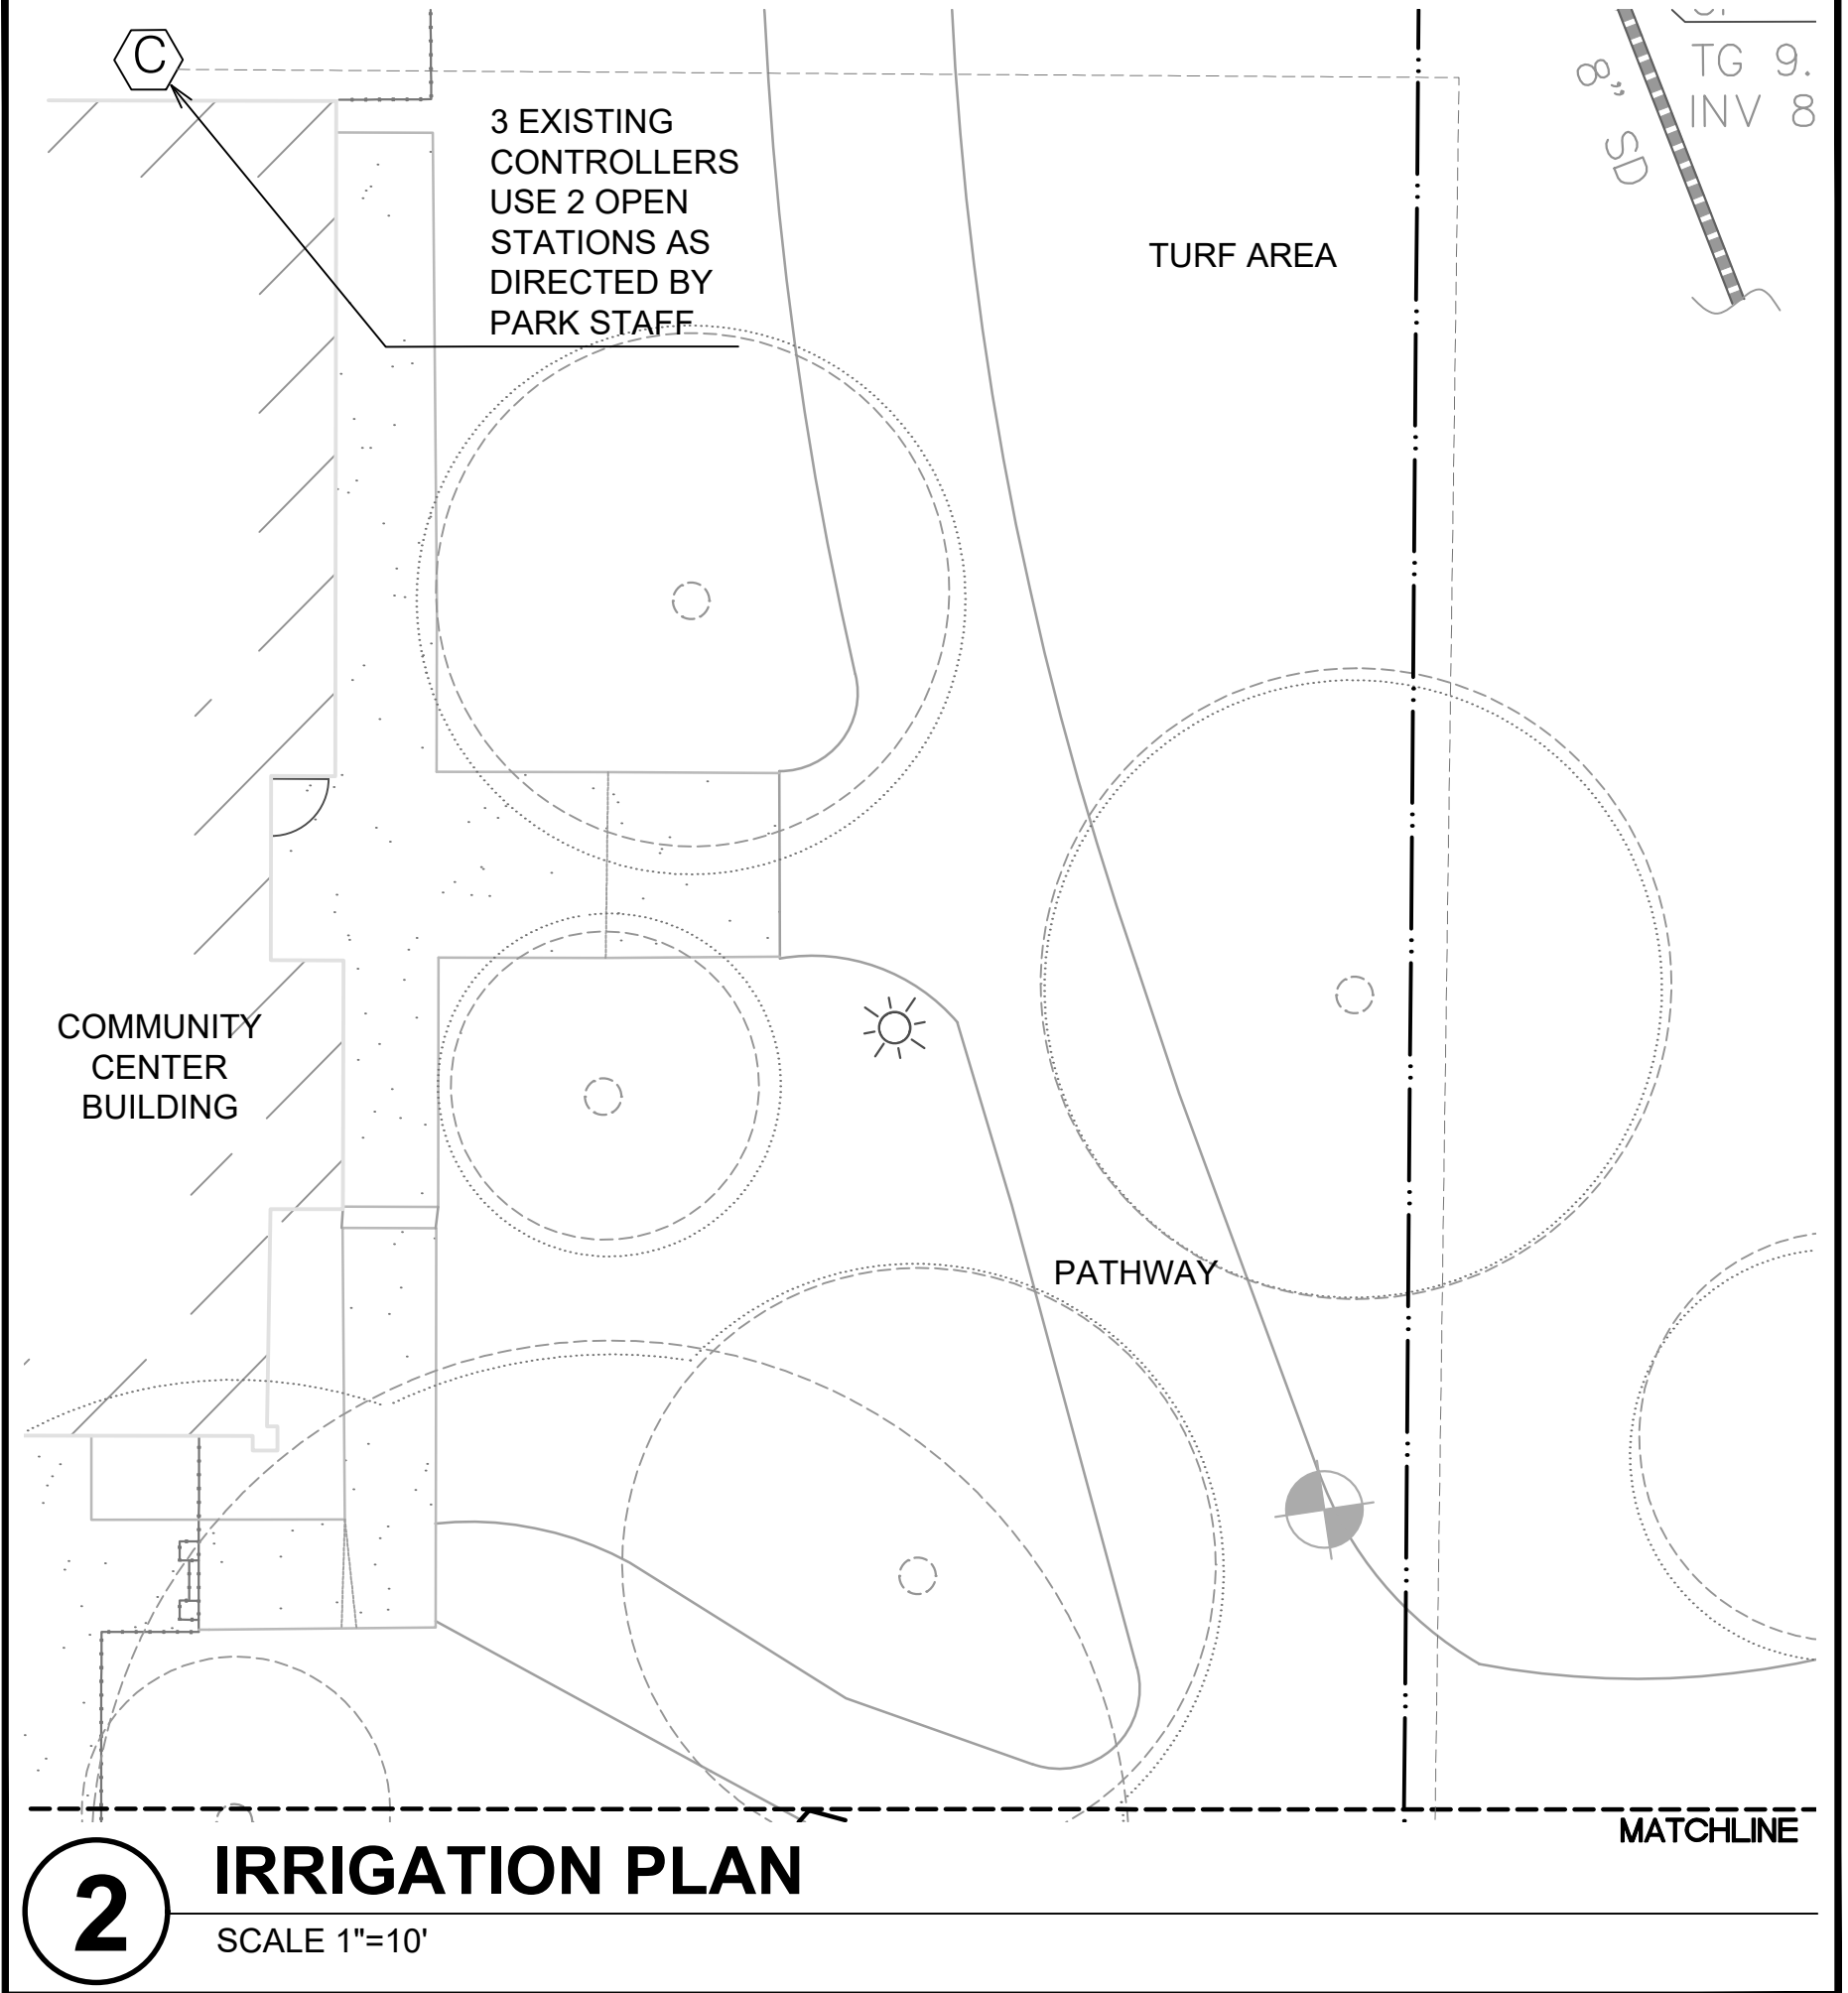 C
3 EXISTING
CONTROLLERS
USE 2 OPEN
STATIONS AS
DIRECTED BY
PARK STAFF
TURF AREA
8" SD
TG 9.
INV 8
COMMUNITY
CENTER
BUILDING
PATHWAY
MATCHLINE
2
IRRIGATION PLAN
SCALE 1"=10'